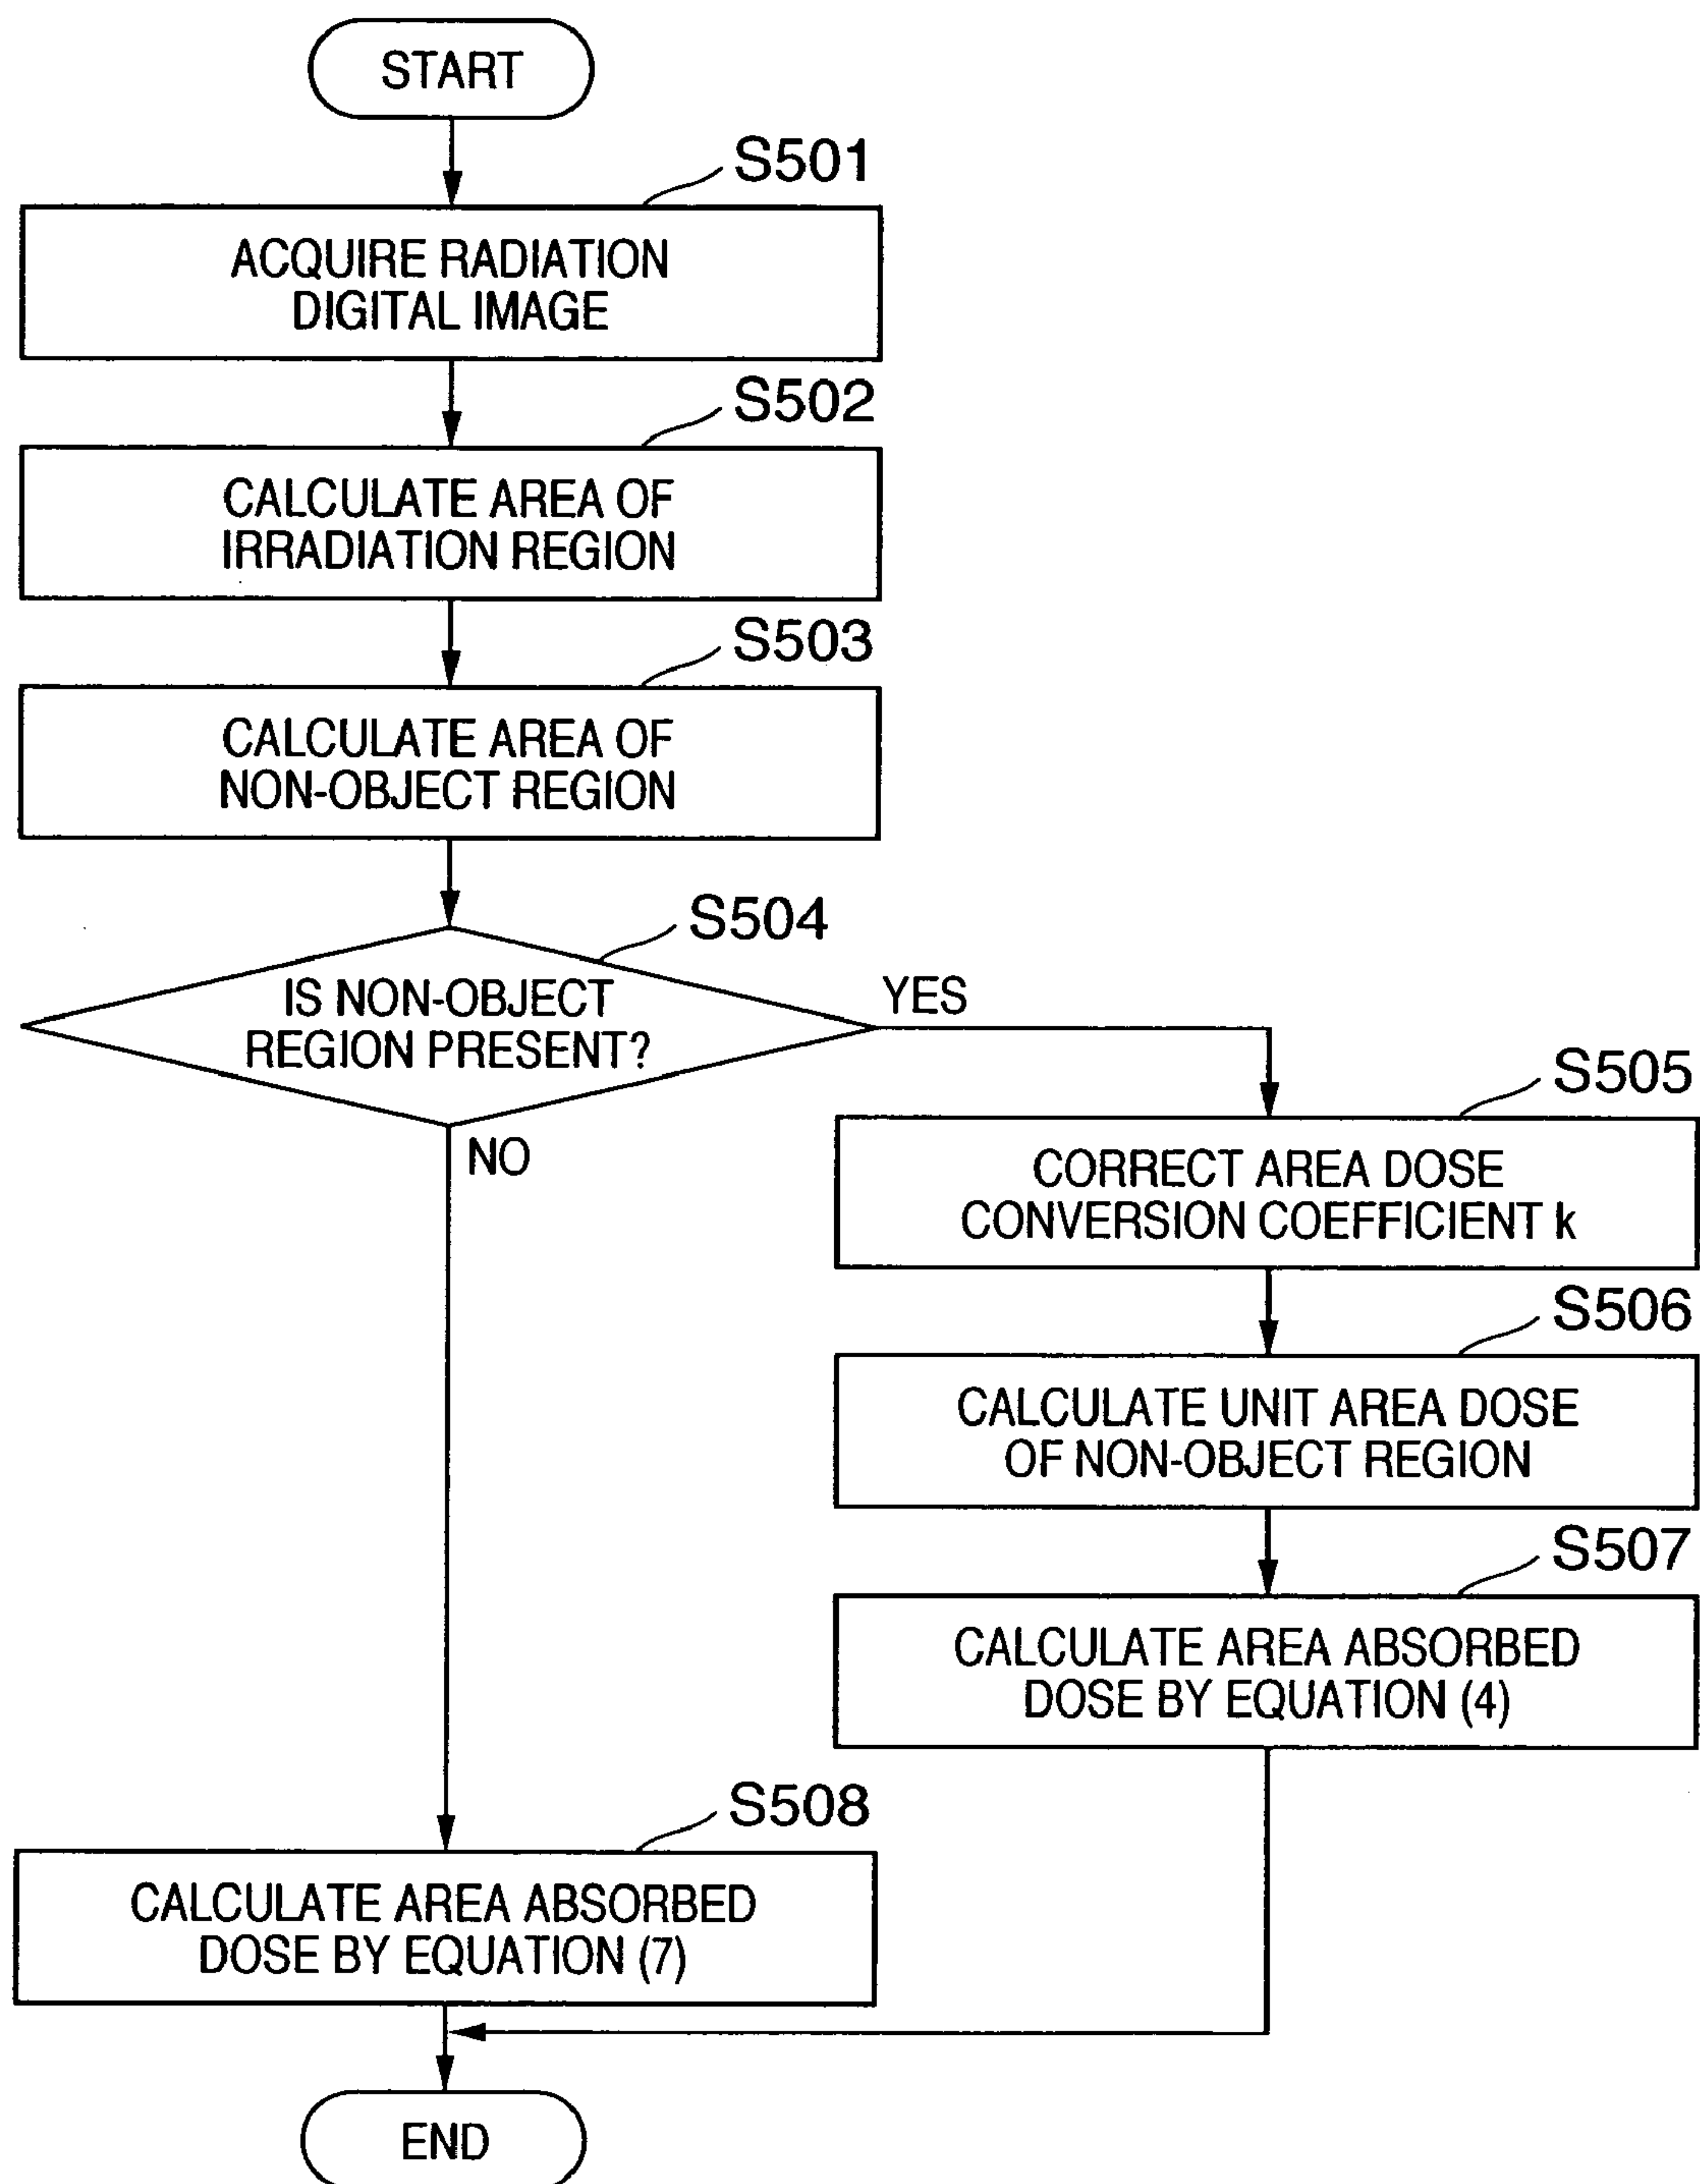 START
S501
ACQUIRE RADIATION
DIGITAL IMAGE
S502
CALCULATE AREA OF
IRRADIATION REGION
S503
CALCULATE AREA OF
NON-OBJECT REGION
S504
IS NON-OBJECT
REGION PRESENT?
YES
NO
S505
CORRECT AREA DOSE
CONVERSION COEFFICIENT k
S506
CALCULATE UNIT AREA DOSE
OF NON-OBJECT REGION
S507
CALCULATE AREA ABSORBED
DOSE BY EQUATION (4)
S508
CALCULATE AREA ABSORBED
DOSE BY EQUATION (7)
END